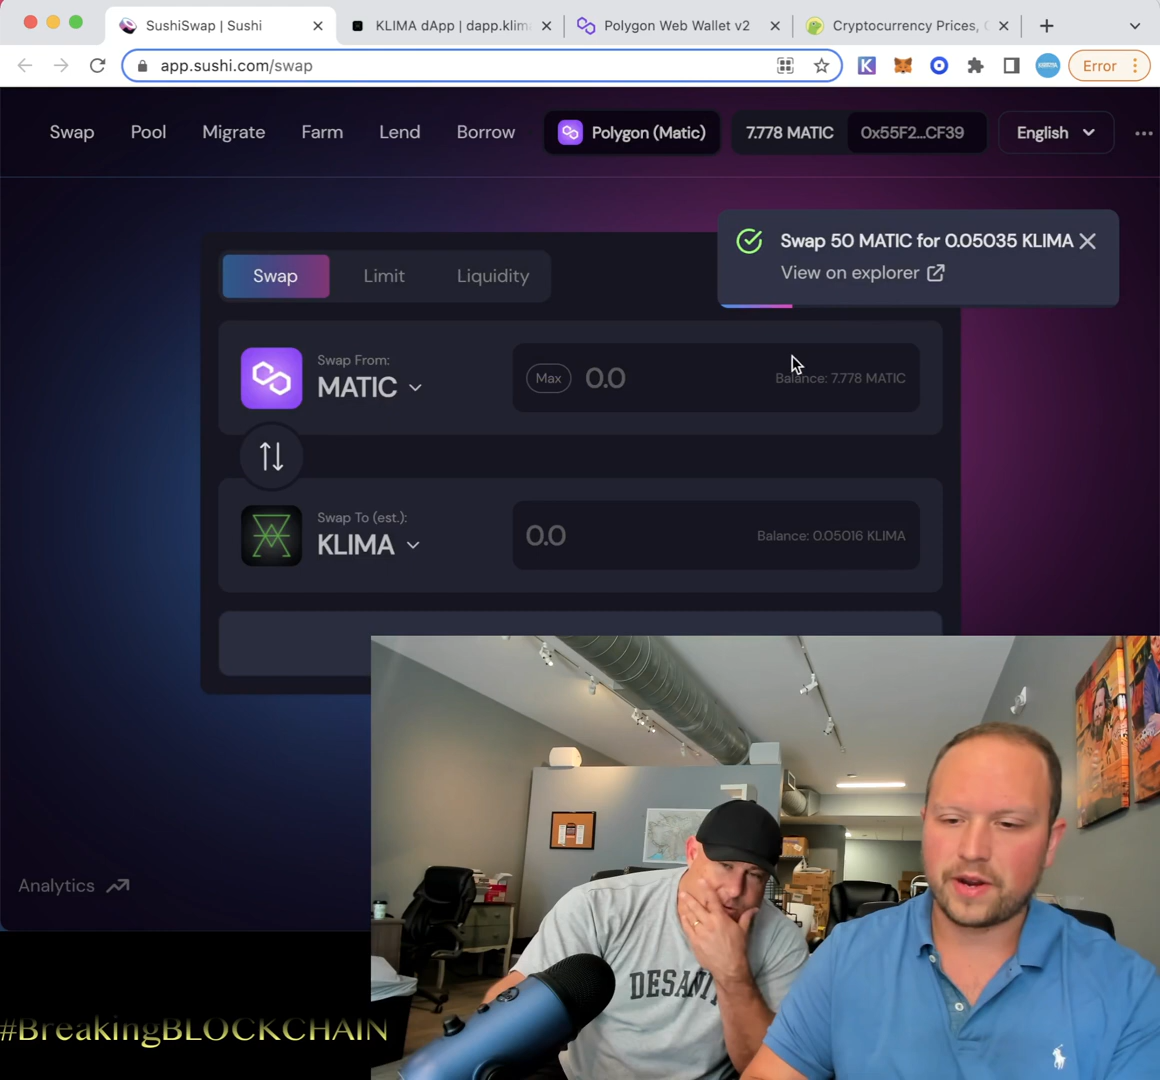 SushiSwap | Sushi
KLIMA dApp | dapp.klim
Polygon Web Wallet v2
Cryptocurrency Prices,
app.sushi.com/swap
K
Error
Swap
Pool
Migrate
Farm
Lend
Borrow
Polygon (Matic)
7.778 MATIC
0x55F2...CF39
English
Swap 50 MATIC for 0.05035 KLIMA
View on explorer
Swap
Limit
Liquidity
Swap From:
MATIC
Max
0.0
Balance: 7.778 MATIC
Swap To (est.):
KLIMA
0.0
Balance: 0.05016 KLIMA
Analytics
#BreakingBLOCKCHAIN